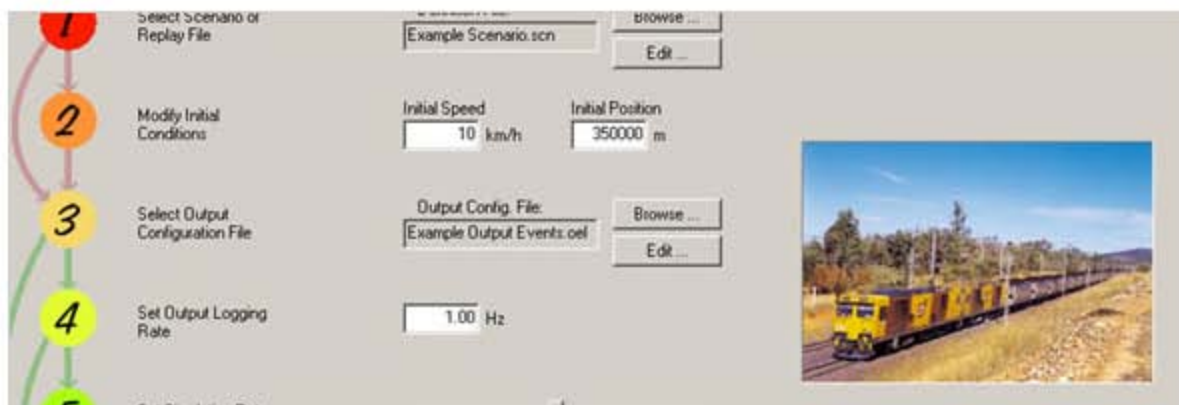 1
Select Scenario or
Replay File
Example Scenario.scn
Browse ...
Edit ...
2
Modify Initial
Conditions
Initial Speed
10 km/h
Initial Position
350000 m
3
Select Output
Configuration File
Output Config. File:
Example Output Events.oel
Browse ...
Edit ...
4
Set Output Logging
Rate
1.00 Hz
5